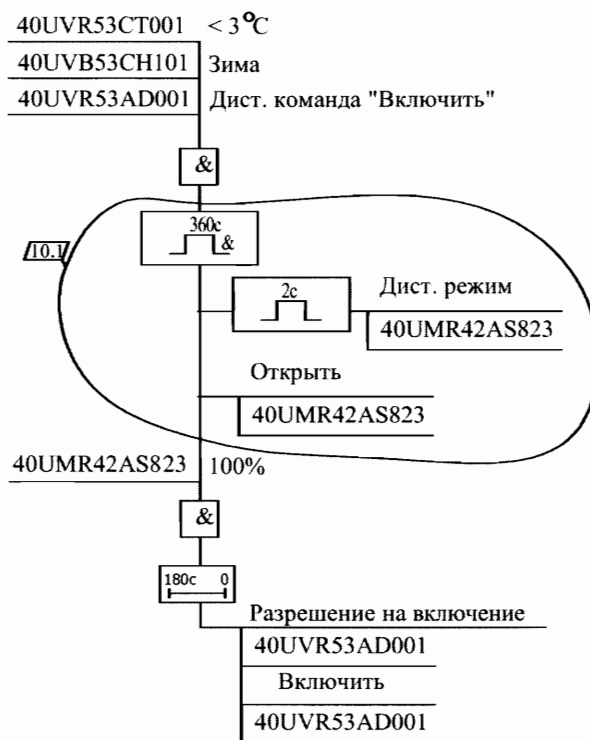 40UVR53CT001 < 3°C
40UVB53CH101 Зима
40UVR53AD001 Дист. команда "Включить"
&
360с
&
10.1
2с
Дист. режим
40UMR42AS823
Открыть
40UMR42AS823
40UMR42AS823 100%
&
180с 0
Разрешение на включение
40UVR53AD001
Включить
40UVR53AD001